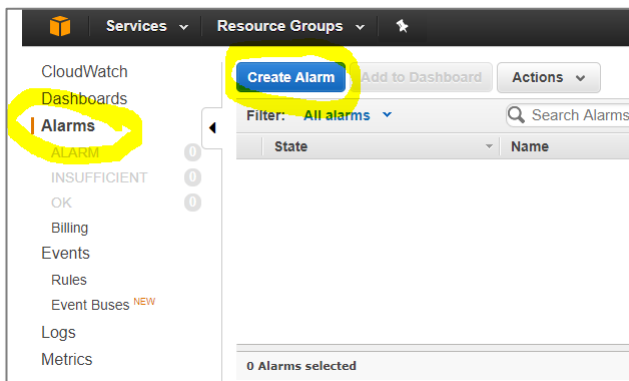 Services Resource Groups
CloudWatch
Dashboards
Alarms
ALARM 0
INSUFFICIENT 0
OK 0
Billing
Events
Rules
Event Buses NEW
Logs
Metrics
Create Alarm Add to Dashboard Actions
Filter: All alarms Search Alarms
State Name
0 Alarms selected